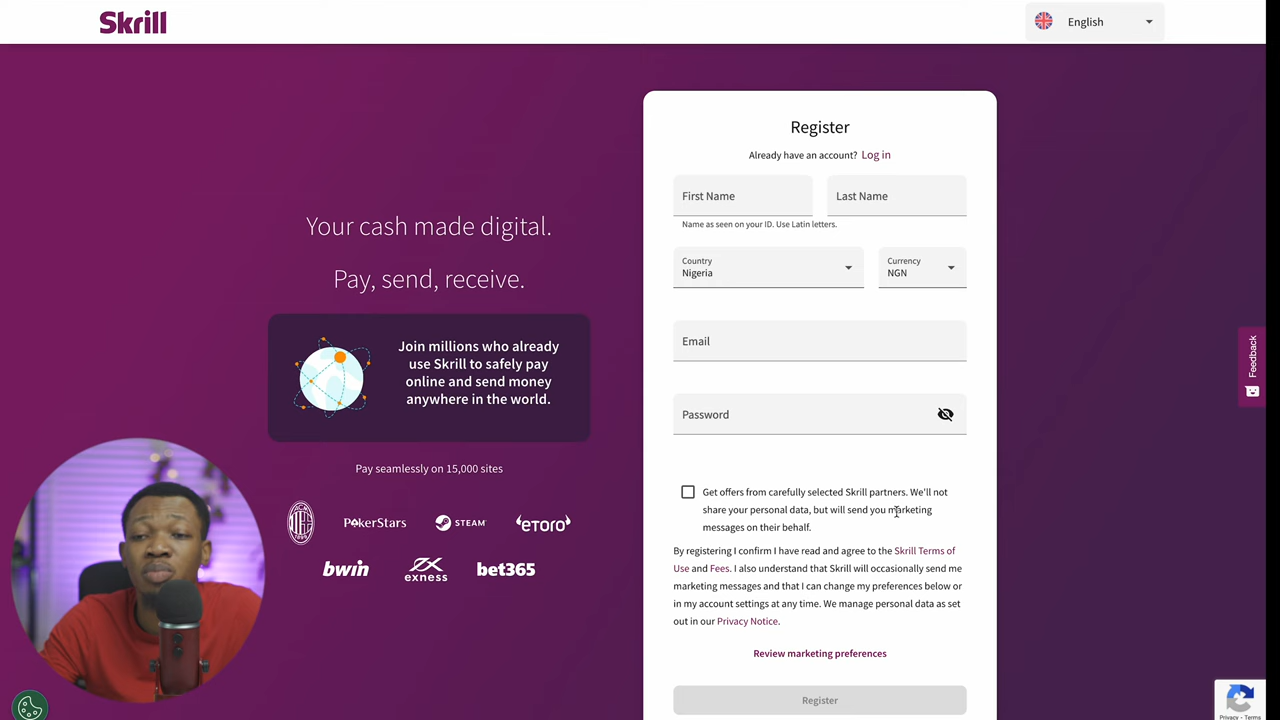 Skrill
English
Register
Already have an account? Log in
First Name
Last Name
Name as seen on your ID. Use Latin letters.
Country
Nigeria
Currency
NGN
Email
Password
Get offers from carefully selected Skrill partners. We'll not
share your personal data, but will send you marketing
messages on their behalf.
By registering I confirm I have read and agree to the Skrill Terms of
Use and Fees. I also understand that Skrill will occasionally send me
marketing messages and that I can change my preferences below or
in my account settings at any time. We manage personal data as set
out in our Privacy Notice.
Review marketing preferences
Register
Your cash made digital.
Pay, send, receive.
Join millions who already
use Skrill to safely pay
online and send money
anywhere in the world.
Pay seamlessly on 15,000 sites
PokerStars
STEAM
eTORO
bwin
exness
bet365
Feedback
Privacy - Terms